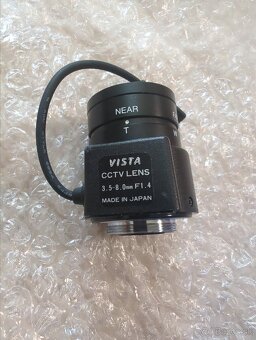 NEAR
T
VISTA
CCTV LENS
3.5-8.0mm F1.4
MADE IN JAPAN